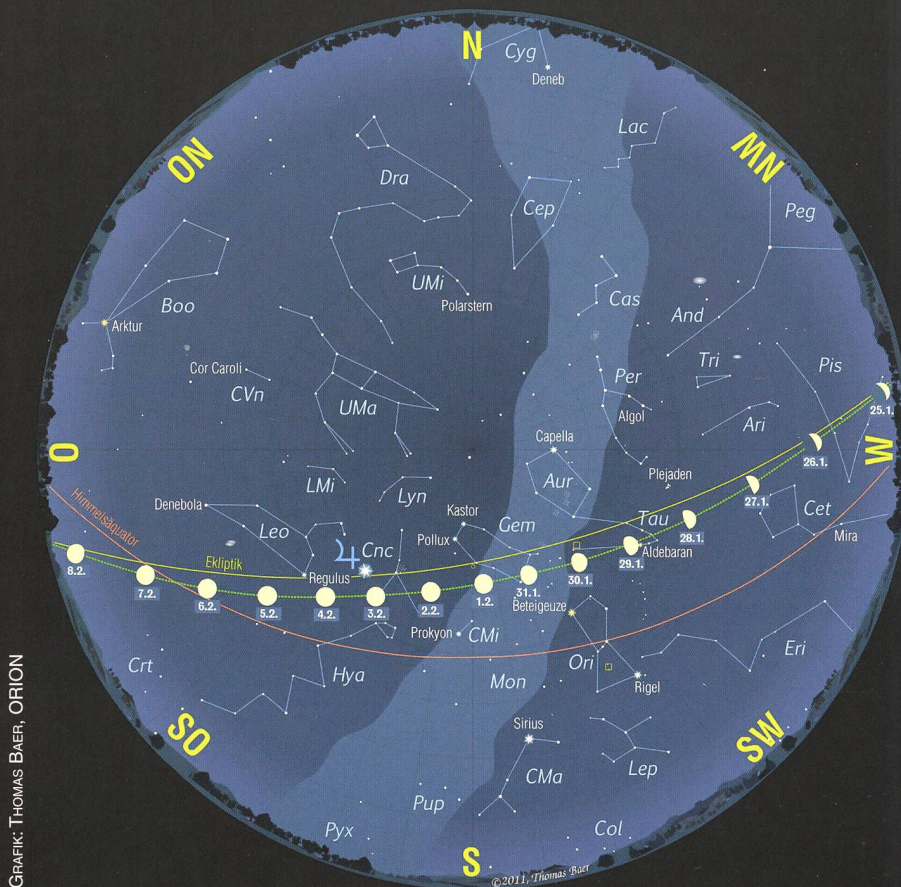 N
Cyg
Deneb
Lac
NO
NW
Dra
Cep
Peg
UMi
Polarstern
Cas
And
Boo
Arktur
Tri
Pis
Cor Caroli
CVn
UMa
Per
Algol
Ari
25.1.
Capella
O
W
26.1.
Plejaden
Aur
LMi
Lyn
27.1.
Denebola
Kastor
Himmelsäquator
Leo
Gem
Tau
Cet
28.1.
Pollux
Mira
♃
Cnc
Aldebaran
29.1.
Ekliptik
Regulus
30.1.
8.2.
7.2.
6.2.
5.2.
4.2.
3.2.
2.2.
1.2.
31.1.
Beteigeuze
Prokyon
CMi
Eri
Crt
Hya
Ori
Mon
Rigel
SO
Sirius
SW
CMa
Lep
Pup
Pyx
Col
S
©2011, Thomas Baer
GRAFIK: THOMAS BAER, ORION